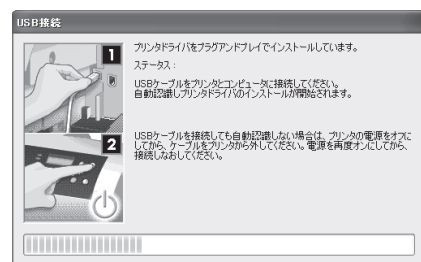 USB接続
1
プリンタドライバをプラグアンドプレイでインストールしています。
ステータス：
USBケーブルをプリンタとコンピュータに接続してください。
自動認識しプリンタドライバのインストールが開始されます。
2
USBケーブルを接続しても自動認識しない場合は、プリンタの電源をオフに
してから、ケーブルをプリンタから外してください。電源を再度オンにしてから、
接続しなおしてください。